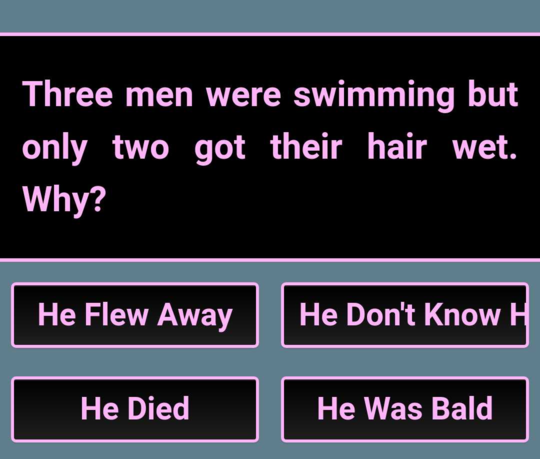 Three men were swimming but
only two got their hair wet.
Why?
He Flew Away
He Don't Know H
He Died
He Was Bald